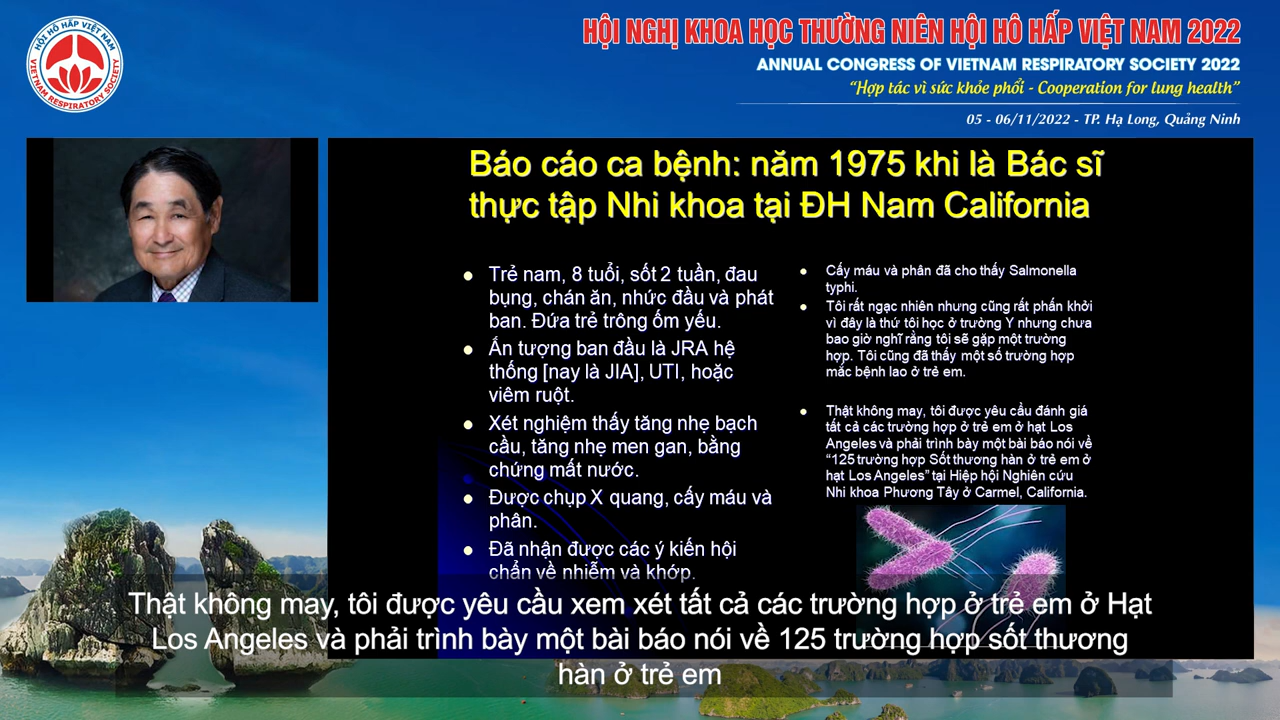 HỘI HÔ HẤP VIỆT NAM
VIETNAM RESPIRATORY SOCIETY
HỘI NGHỊ KHOA HỌC THƯỜNG NIÊN HỘI HÔ HẤP VIỆT NAM 2022
ANNUAL CONGRESS OF VIETNAM RESPIRATORY SOCIETY 2022
“Hợp tác vì sức khỏe phổi - Cooperation for lung health”
05 - 06/11/2022 - TP. Hạ Long, Quảng Ninh
Báo cáo ca bệnh: năm 1975 khi là Bác sĩ
thực tập Nhi khoa tại ĐH Nam California
● Trẻ nam, 8 tuổi, sốt 2 tuần, đau
bụng, chán ăn, nhức đầu và phát
ban. Đứa trẻ trông ốm yếu.
● Ấn tượng ban đầu là JRA hệ
thống [nay là JIA], UTI, hoặc
viêm ruột.
● Xét nghiệm thấy tăng nhẹ bạch
cầu, tăng nhẹ men gan, bằng
chứng mất nước.
● Được chụp X quang, cấy máu và
phân.
● Đã nhận được các ý kiến hội
chẩn về nhiễm và khớp.
● Cấy máu và phân đã cho thấy Salmonella
typhi.
● Tôi rất ngạc nhiên nhưng cũng rất phấn khởi
vì đây là thứ tôi học ở trường Y nhưng chưa
bao giờ nghĩ rằng tôi sẽ gặp một trường
hợp. Tôi cũng đã thấy một số trường hợp
mắc bệnh lao ở trẻ em.
● Thật không may, tôi được yêu cầu đánh giá
tất cả các trường hợp ở trẻ em ở hạt Los
Angeles và phải trình bày một bài báo nói về
“125 trường hợp Sốt thương hàn ở trẻ em ở
hạt Los Angeles” tại Hiệp hội Nghiên cứu
Nhi khoa Phương Tây ở Carmel, California.
Thật không may, tôi được yêu cầu xem xét tất cả các trường hợp ở trẻ em ở Hạt
Los Angeles và phải trình bày một bài báo nói về 125 trường hợp sốt thương
hàn ở trẻ em